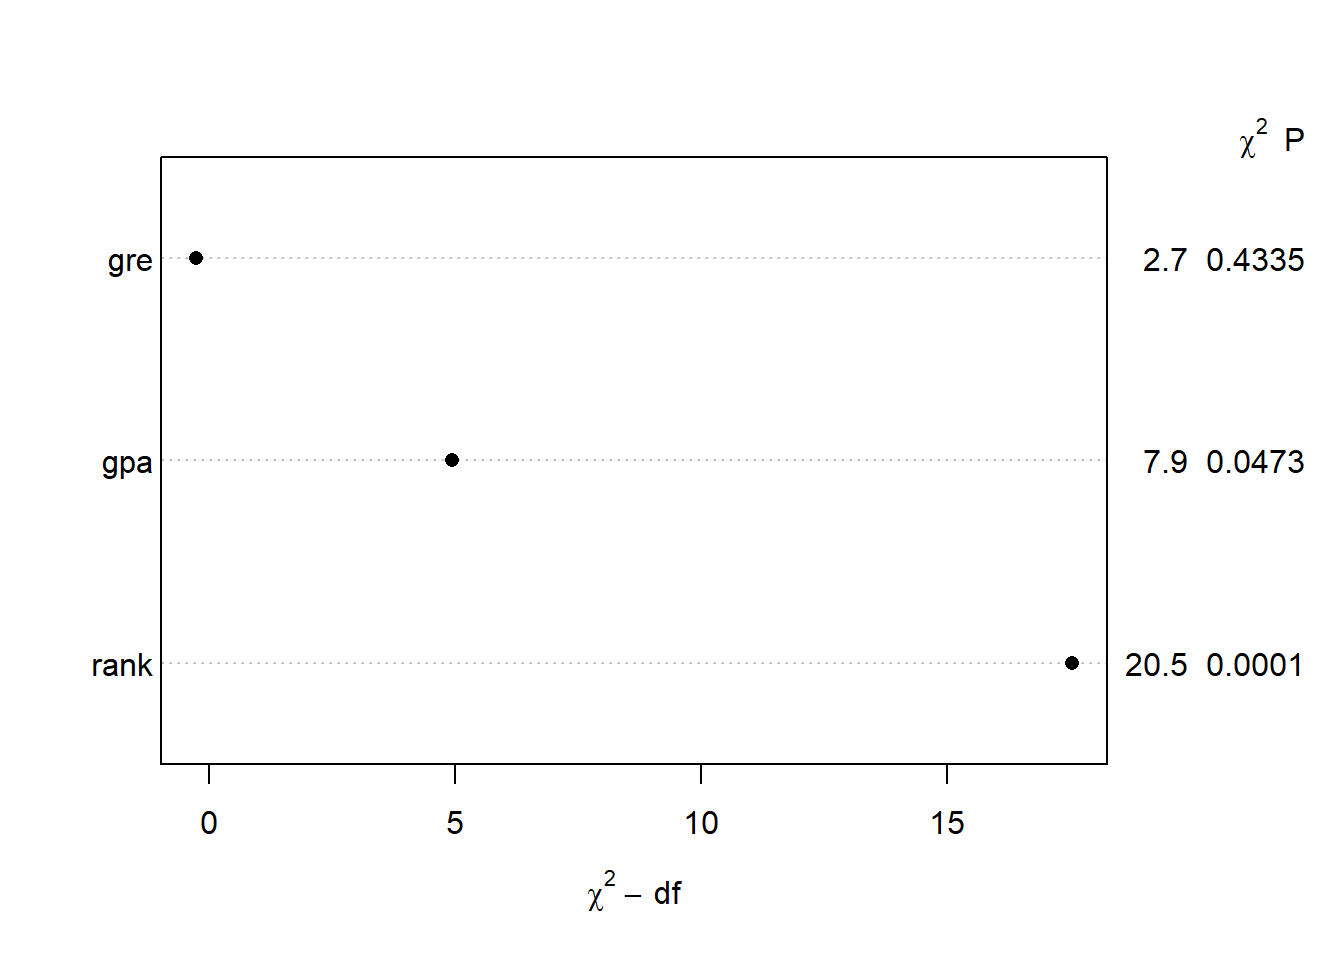 χ² P
gre 2.7 0.4335
gpa 7.9 0.0473
rank 20.5 0.0001
0 5 10 15
χ² − df